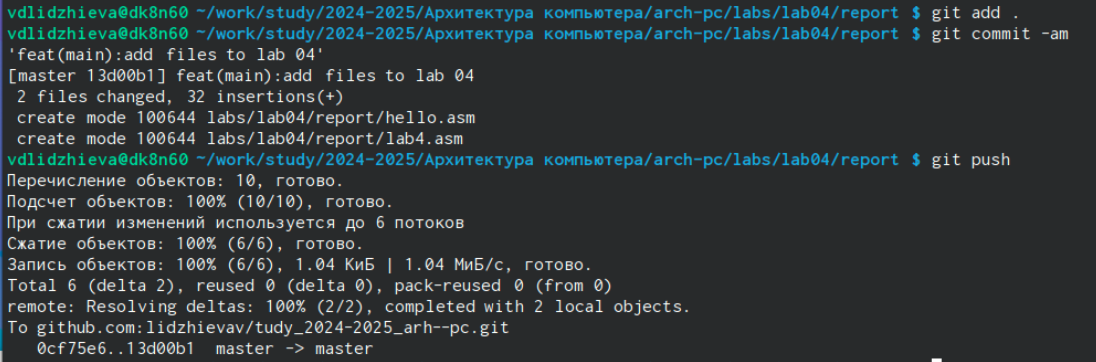 vdlidzhieva@dk8n60 ~/work/study/2024-2025/Архитектура компьютера/arch-pc/labs/lab04/report $ git add .
vdlidzhieva@dk8n60 ~/work/study/2024-2025/Архитектура компьютера/arch-pc/labs/lab04/report $ git commit -am
'feat(main):add files to lab 04'
[master 13d00b1] feat(main):add files to lab 04
 2 files changed, 32 insertions(+)
 create mode 100644 labs/lab04/report/hello.asm
 create mode 100644 labs/lab04/report/lab4.asm
vdlidzhieva@dk8n60 ~/work/study/2024-2025/Архитектура компьютера/arch-pc/labs/lab04/report $ git push
Перечисление объектов: 10, готово.
Подсчет объектов: 100% (10/10), готово.
При сжатии изменений используется до 6 потоков
Сжатие объектов: 100% (6/6), готово.
Запись объектов: 100% (6/6), 1.04 КиБ | 1.04 МиБ/с, готово.
Total 6 (delta 2), reused 0 (delta 0), pack-reused 0 (from 0)
remote: Resolving deltas: 100% (2/2), completed with 2 local objects.
To github.com:lidzhievav/tudy_2024-2025_arh--pc.git
   0cf75e6..13d00b1  master -> master